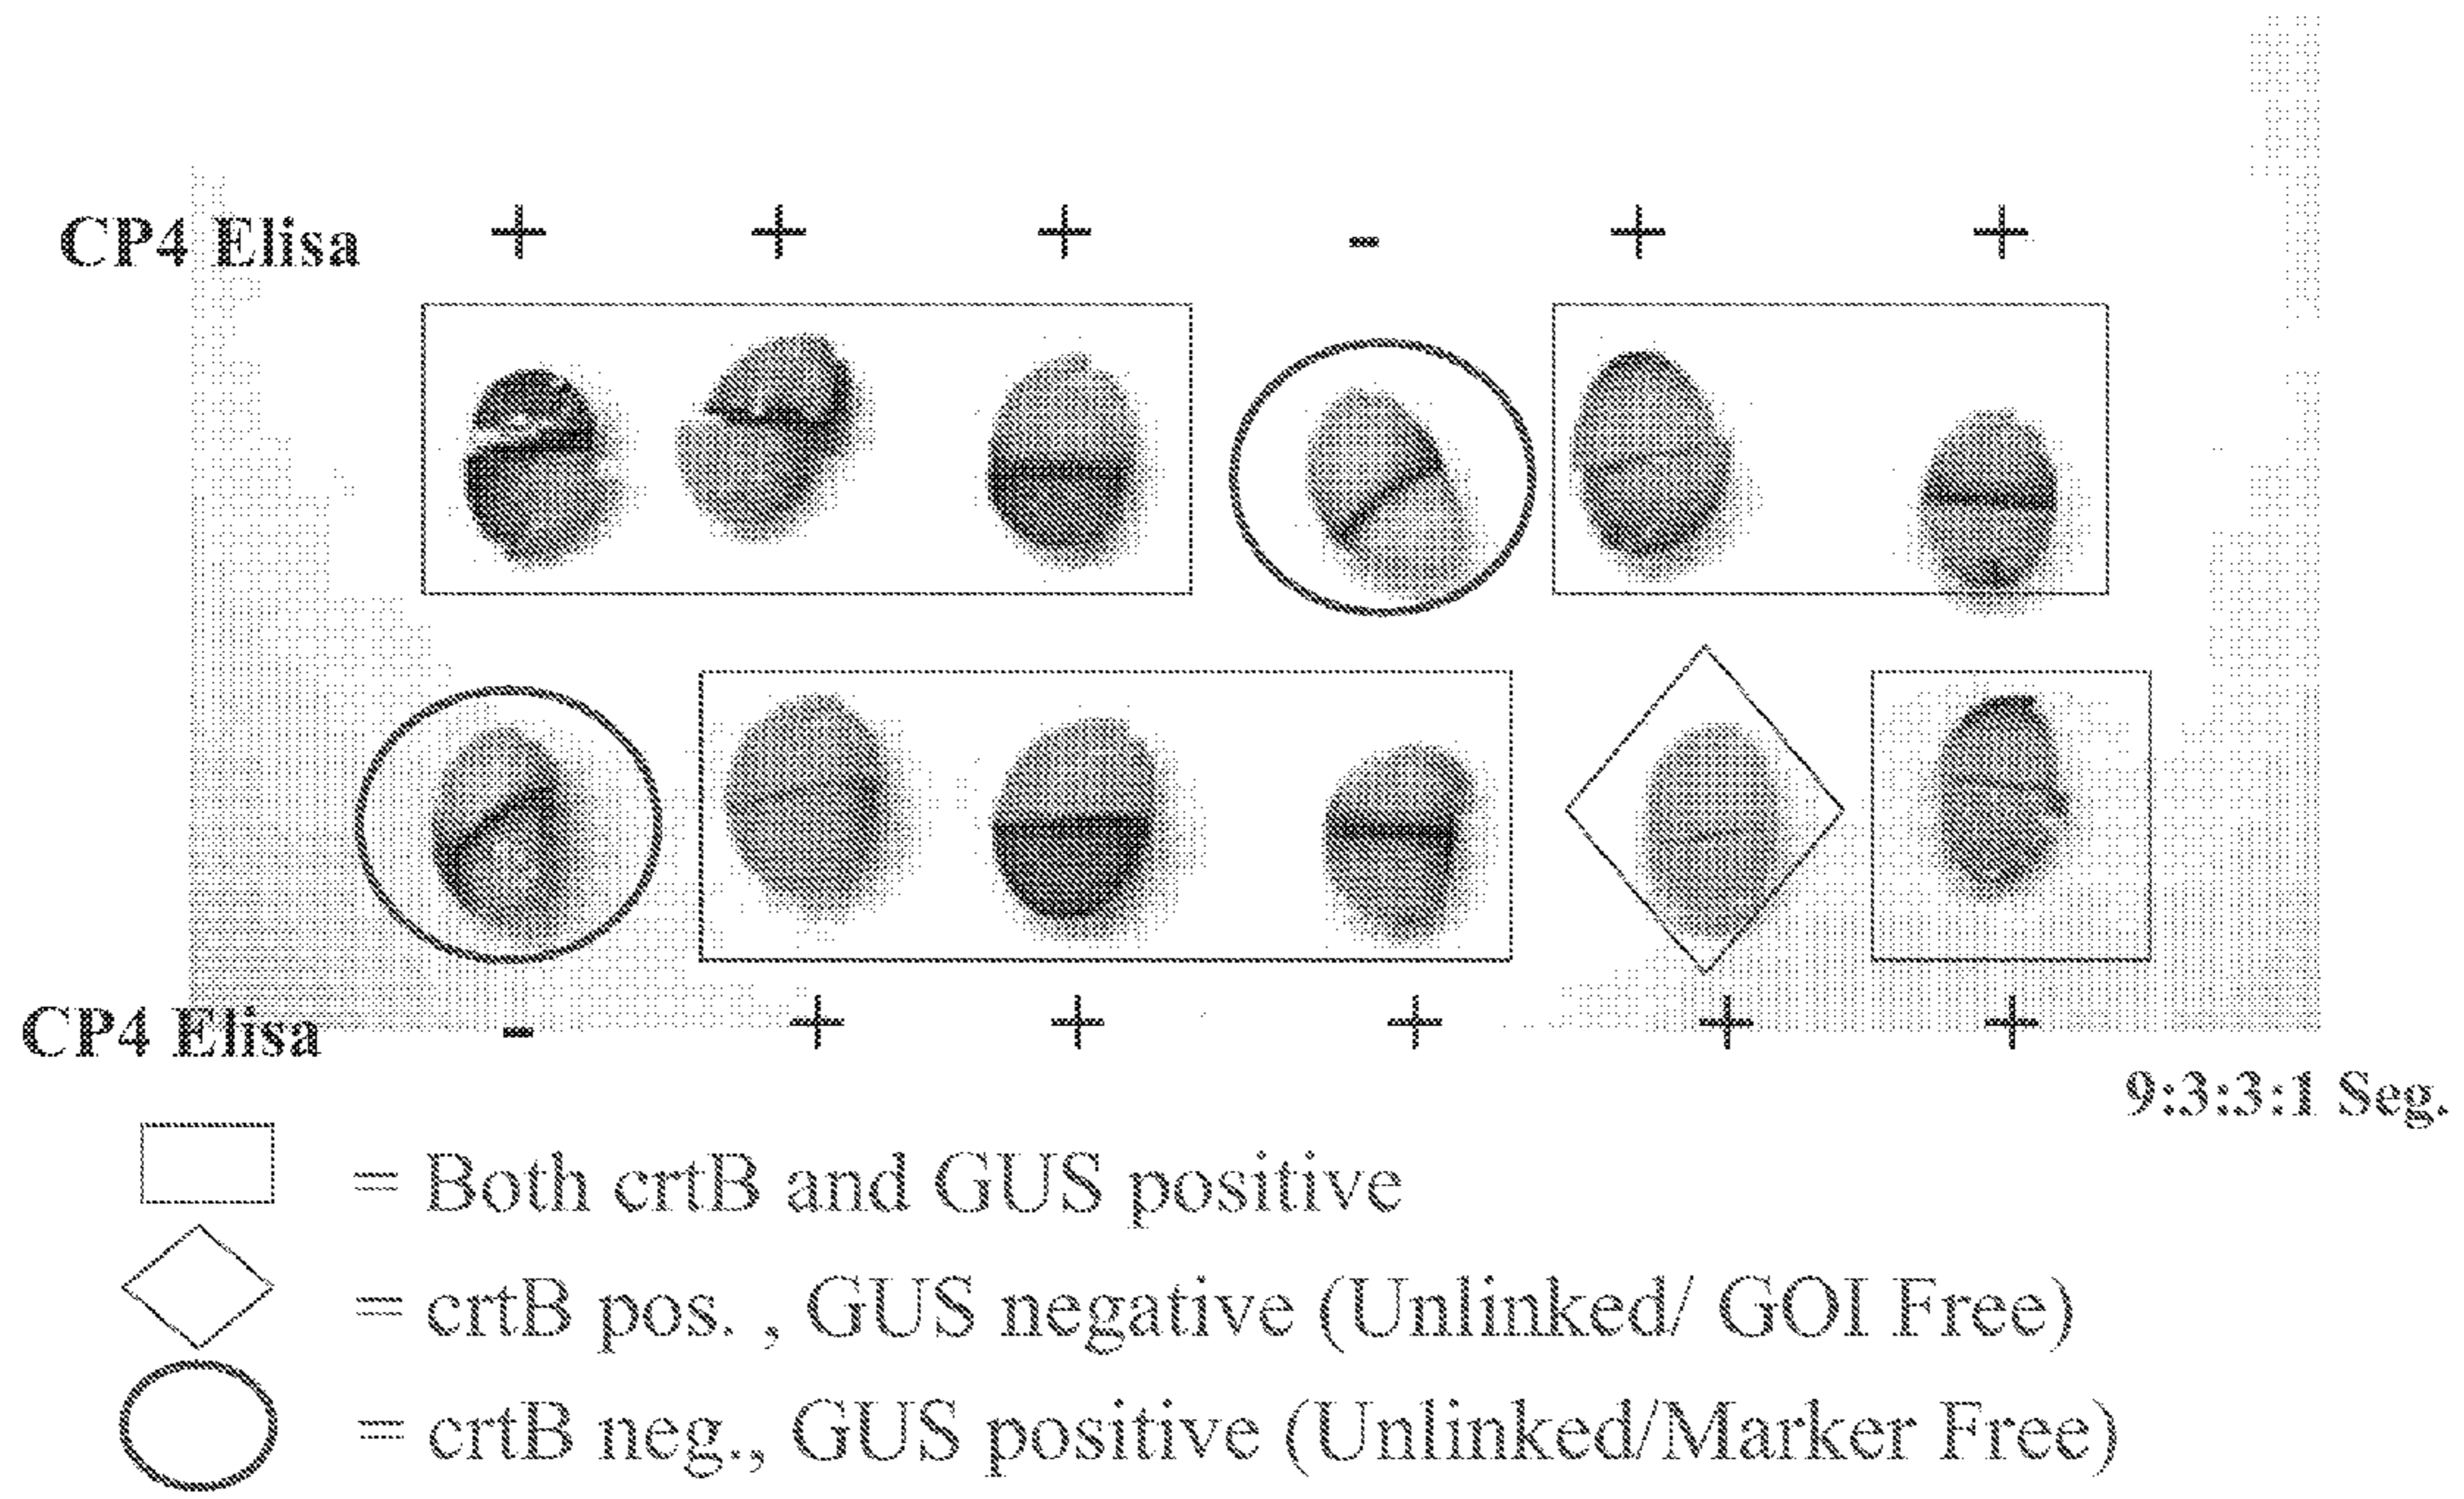 CP4 Elisa + + + - + +
CP4 Elisa - + + + + +
9:3:3:1 Seg.
= Both crtB and GUS positive
= crtB pos. , GUS negative (Unlinked/ GOI Free)
= crtB neg., GUS positive (Unlinked/Marker Free)